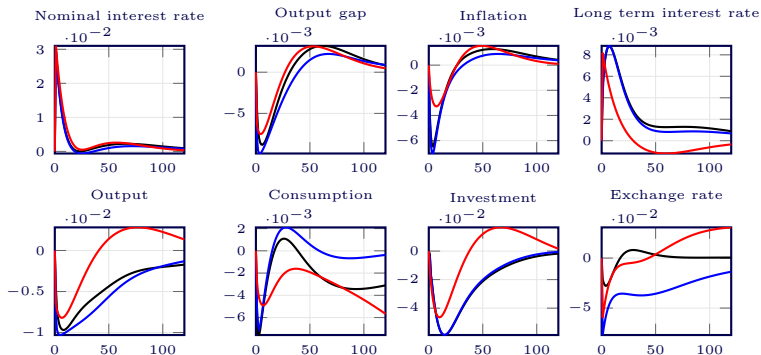 Nominal interest rate
Output gap
Inflation
Long term interest rate
·10⁻²
·10⁻³
·10⁻³
·10⁻³
3
2
1
0
0
−5
0
−2
−4
−6
8
6
4
2
0
0 50 100
0 50 100
0 50 100
0 50 100
Output
Consumption
Investment
Exchange rate
·10⁻²
·10⁻³
·10⁻²
·10⁻²
0
−0.5
−1
2
0
−2
−4
−6
0
−2
−4
0
−5
0 50 100
0 50 100
0 50 100
0 50 100